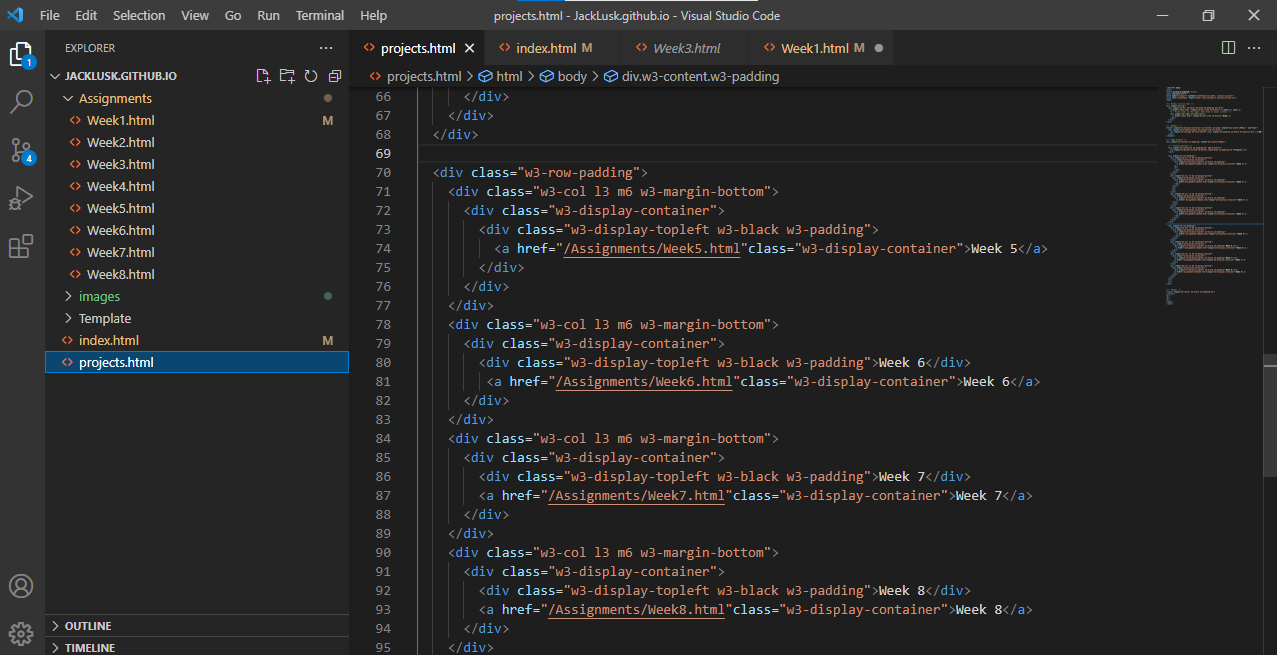 File Edit Selection View Go Run Terminal Help projects.html - JackLusk.github.io - Visual Studio Code
EXPLORER
JACKLUSK.GITHUB.IO
Assignments
Week1.html M
Week2.html
Week3.html
Week4.html
Week5.html
Week6.html
Week7.html
Week8.html
images
Template
index.html M
projects.html
OUTLINE
TIMELINE
1
4
projects.html index.html M Week3.html Week1.html M
projects.html > html > body > div.w3-content.w3-padding
66 </div>
67 </div>
68 </div>
69
70 <div class="w3-row-padding">
71 <div class="w3-col l3 m6 w3-margin-bottom">
72 <div class="w3-display-container">
73 <div class="w3-display-topleft w3-black w3-padding">
74 <a href="/Assignments/Week5.html"class="w3-display-container">Week 5</a>
75 </div>
76 </div>
77 </div>
78 <div class="w3-col l3 m6 w3-margin-bottom">
79 <div class="w3-display-container">
80 <div class="w3-display-topleft w3-black w3-padding">Week 6</div>
81 <a href="/Assignments/Week6.html"class="w3-display-container">Week 6</a>
82 </div>
83 </div>
84 <div class="w3-col l3 m6 w3-margin-bottom">
85 <div class="w3-display-container">
86 <div class="w3-display-topleft w3-black w3-padding">Week 7</div>
87 <a href="/Assignments/Week7.html"class="w3-display-container">Week 7</a>
88 </div>
89 </div>
90 <div class="w3-col l3 m6 w3-margin-bottom">
91 <div class="w3-display-container">
92 <div class="w3-display-topleft w3-black w3-padding">Week 8</div>
93 <a href="/Assignments/Week8.html"class="w3-display-container">Week 8</a>
94 </div>
95 </div>